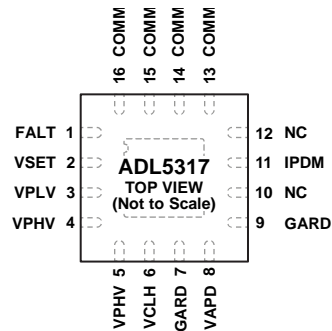 16 COMM
15 COMM
14 COMM
13 COMM
FALT 1
VSET 2
VPLV 3
VPHV 4
ADL5317
TOP VIEW
(Not to Scale)
12 NC
11 IPDM
10 NC
9 GARD
VPHV 5
VCLH 6
GARD 7
VAPD 8